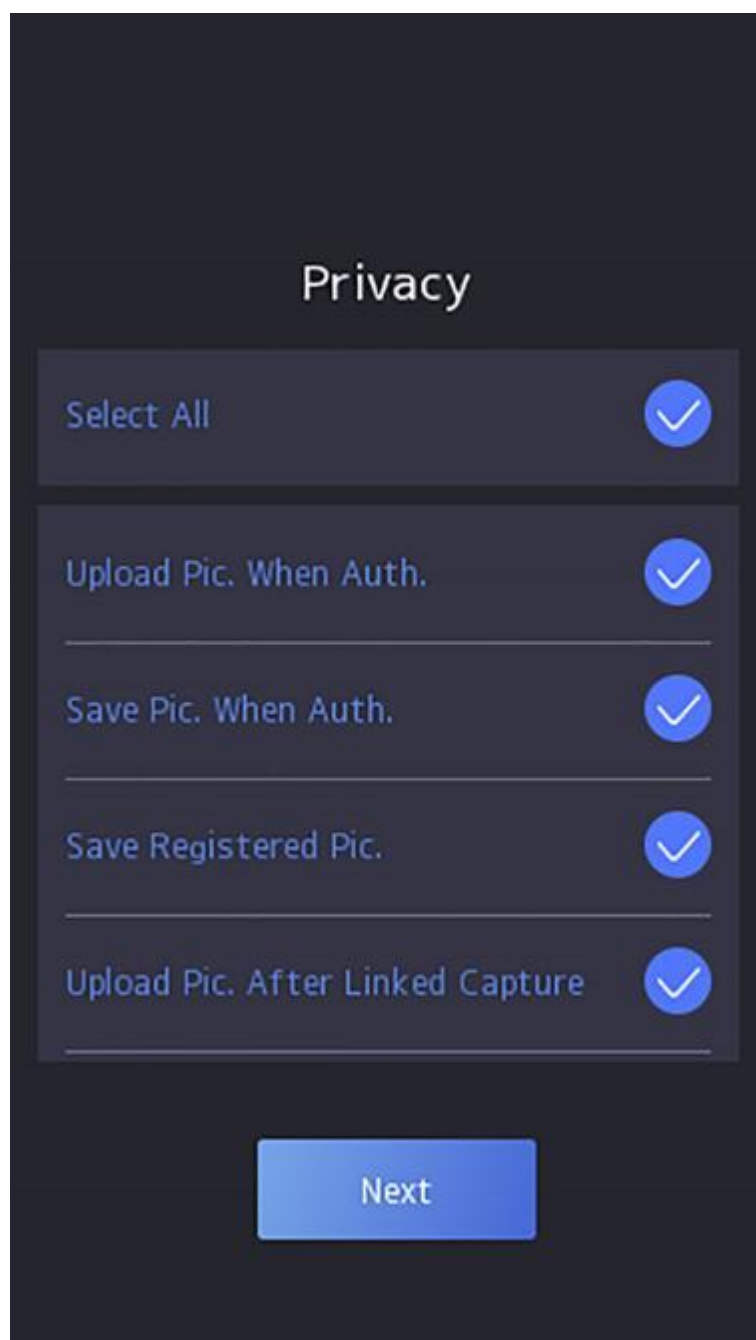 Privacy
Select All
Upload Pic. When Auth.
Save Pic. When Auth.
Save Registered Pic.
Upload Pic. After Linked Capture
Next